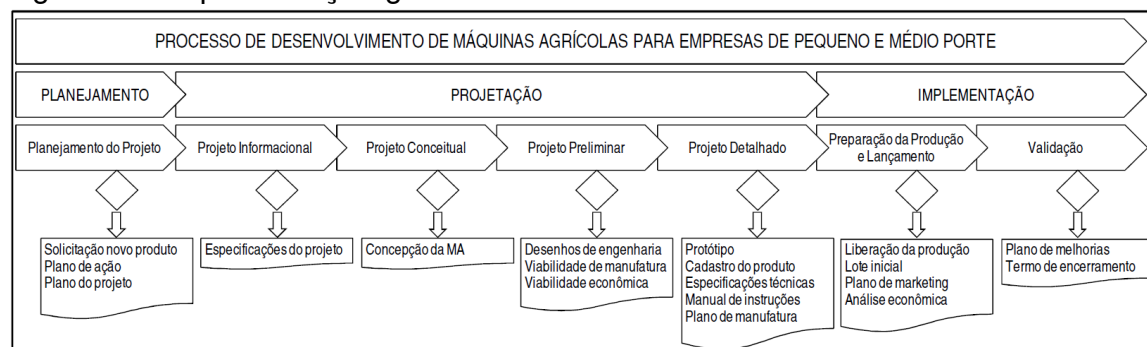 PROCESSO DE DESENVOLVIMENTO DE MÁQUINAS AGRÍCOLAS PARA EMPRESAS DE PEQUENO E MÉDIO PORTE
PLANEJAMENTO
PROJETAÇÃO
IMPLEMENTAÇÃO
Planejamento do Projeto
Projeto Informacional
Projeto Conceitual
Projeto Preliminar
Projeto Detalhado
Preparação da Produção
e Lançamento
Validação
Solicitação novo produto
Plano de ação
Plano do projeto
Especificações do projeto
Concepção da MA
Desenhos de engenharia
Viabilidade de manufatura
Viabilidade econômica
Protótipo
Cadastro do produto
Especificações técnicas
Manual de instruções
Plano de manufatura
Liberação da produção
Lote inicial
Plano de marketing
Análise econômica
Plano de melhorias
Termo de encerramento